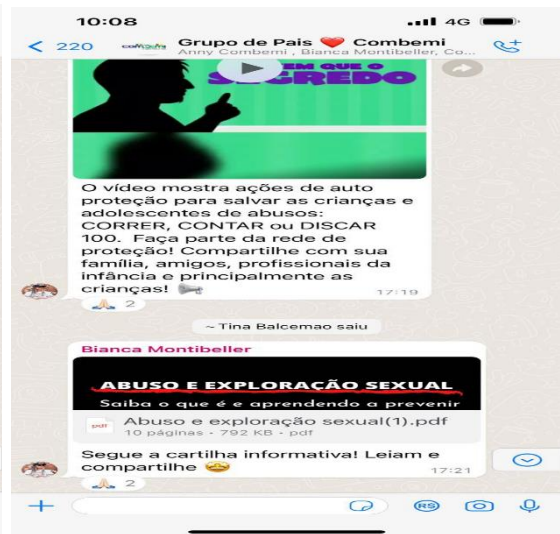 10:08
4G
220
Grupo de Pais ❤️ Combemi
Anny Combemi , Bianca Montibeller, Co...
TEM QUE O
SEGREDO
O vídeo mostra ações de auto
proteção para salvar as crianças e
adolescentes de abusos:
CORRER, CONTAR ou DISCAR
100. Faça parte da rede de
proteção! Compartilhe com sua
família, amigos, profissionais da
infância e principalmente as
crianças! 📢
17:19
🙏 2
~ Tina Balcemao saiu
Bianca Montibeller
ABUSO E EXPLORAÇÃO SEXUAL
Saiba o que é e aprendendo a prevenir
pdf
Abuso e exploração sexual(1).pdf
10 páginas • 792 KB • pdf
Segue a cartilha informativa! Leiam e
compartilhe 🤩
17:21
🙏 2
R$